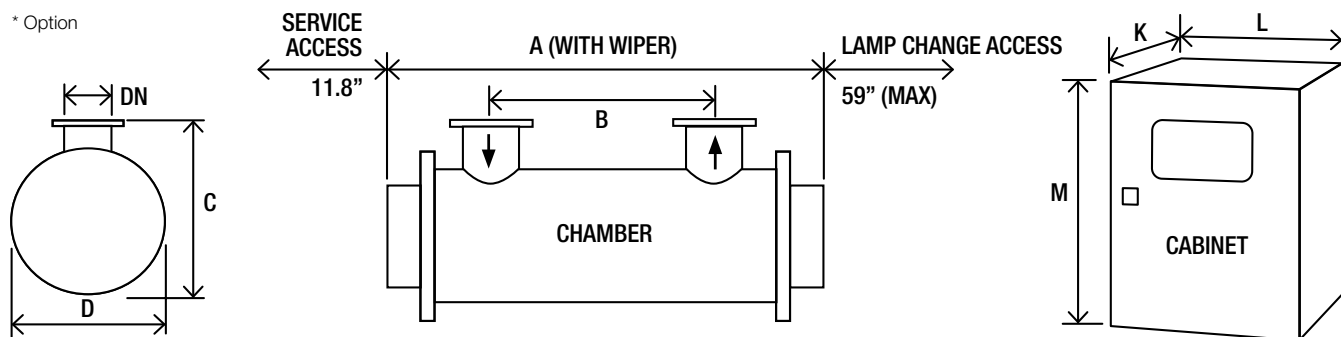 * Option
SERVICE
ACCESS
11.8”
A (WITH WIPER)
LAMP CHANGE ACCESS
59” (MAX)
K
L
DN
B
C
M
CHAMBER
CABINET
D